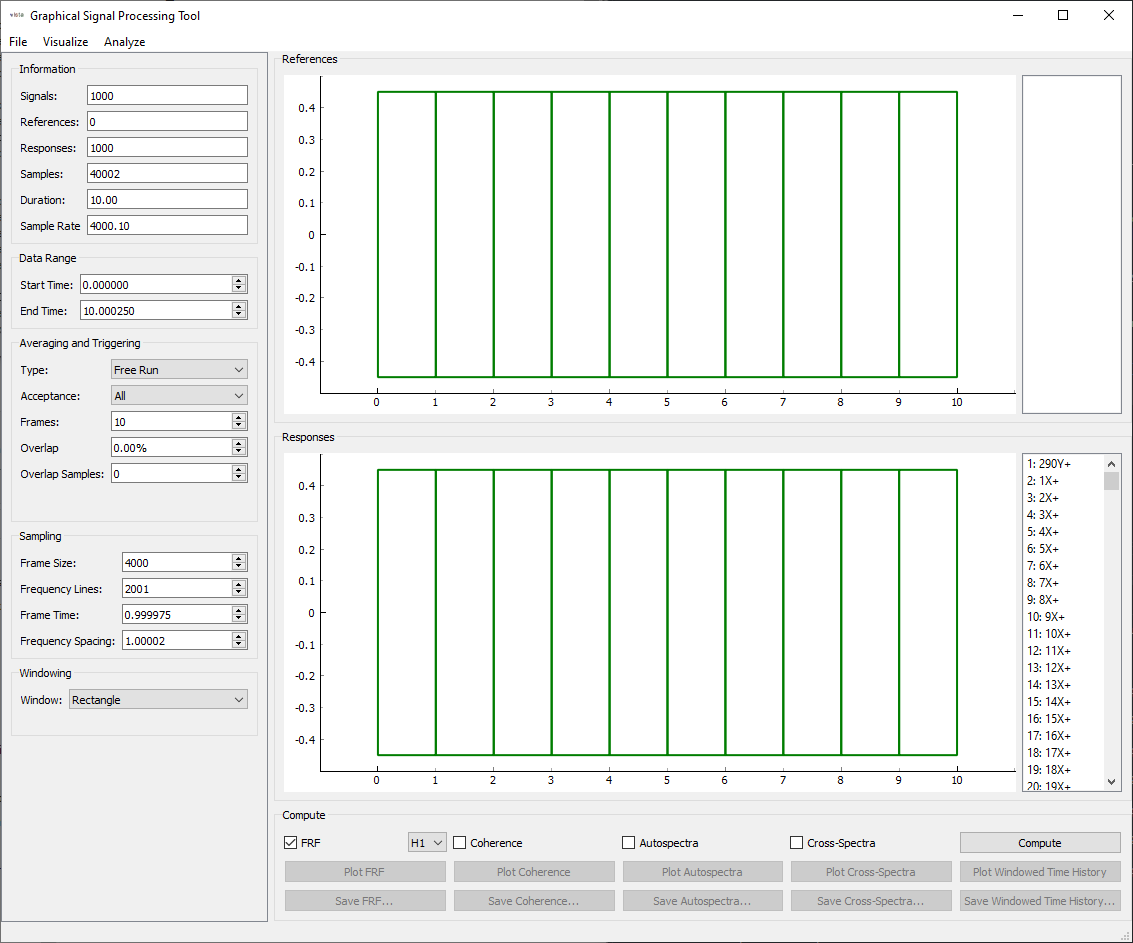 Graphical Signal Processing Tool
File Visualize Analyze
Information
Signals: 1000
References: 0
Responses: 1000
Samples: 40002
Duration: 10.00
Sample Rate 4000.10
Data Range
Start Time: 0.000000
End Time: 10.000250
Averaging and Triggering
Type: Free Run
Acceptance: All
Frames: 10
Overlap 0.00%
Overlap Samples: 0
Sampling
Frame Size: 4000
Frequency Lines: 2001
Frame Time: 0.999975
Frequency Spacing: 1.00002
Windowing
Window: Rectangle
References
0.4
0.3
0.2
0.1
0
-0.1
-0.2
-0.3
-0.4
0 1 2 3 4 5 6 7 8 9 10
Responses
0.4
0.3
0.2
0.1
0
-0.1
-0.2
-0.3
-0.4
0 1 2 3 4 5 6 7 8 9 10
1: 290Y+
2: 1X+
3: 2X+
4: 3X+
5: 4X+
6: 5X+
7: 6X+
8: 7X+
9: 8X+
10: 9X+
11: 10X+
12: 11X+
13: 12X+
14: 13X+
15: 14X+
16: 15X+
17: 16X+
18: 17X+
19: 18X+
20: 19X+
Compute
FRF H1 Coherence Autospectra Cross-Spectra Compute
Plot FRF Plot Coherence Plot Autospectra Plot Cross-Spectra Plot Windowed Time History
Save FRF... Save Coherence... Save Autospectra... Save Cross-Spectra... Save Windowed Time History...